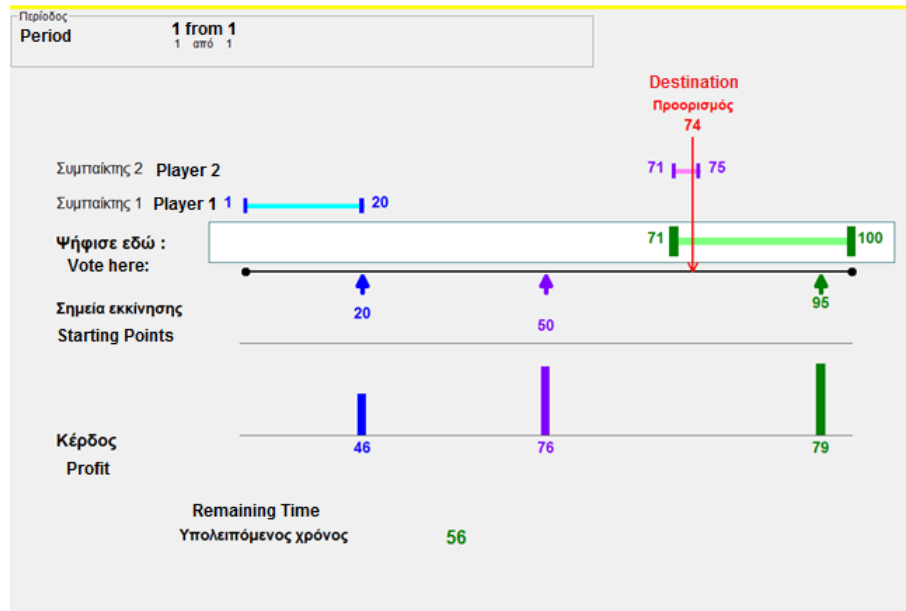 Περίοδος
Period 1 from 1
1 από 1
Destination
Προορισμός
74
Συμπαίκτης 2 Player 2 71 75
Συμπαίκτης 1 Player 1 1 20
Ψήφισε εδώ : 71 100
Vote here:
Σημεία εκκίνησης 20 50 95
Starting Points
Κέρδος 46 76 79
Profit
Remaining Time
Υπολειπόμενος χρόνος 56